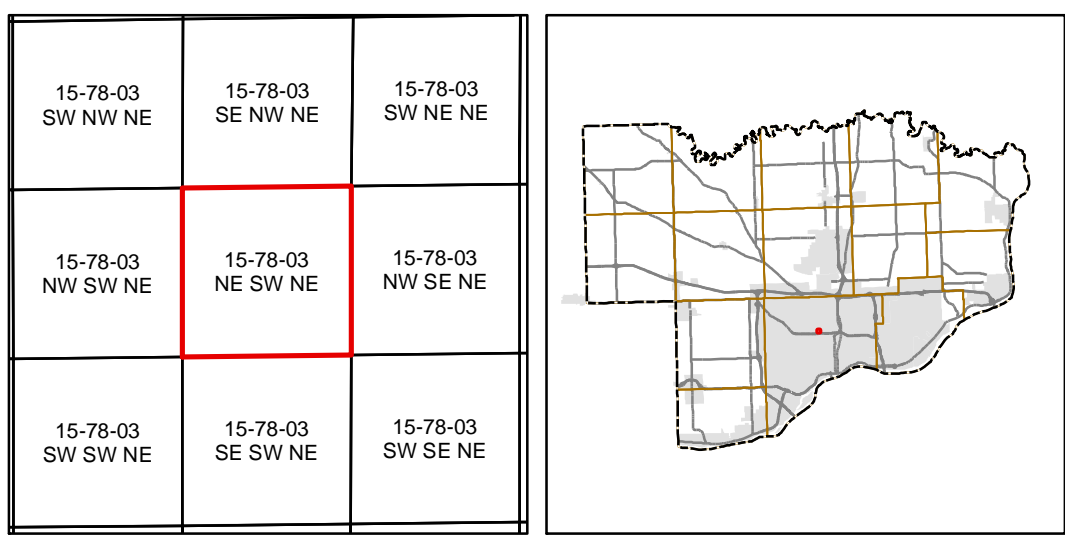 15-78-03
SW NW NE
15-78-03
SE NW NE
15-78-03
SW NE NE
15-78-03
NW SW NE
15-78-03
NE SW NE
15-78-03
NW SE NE
15-78-03
SW SW NE
15-78-03
SE SW NE
15-78-03
SW SE NE